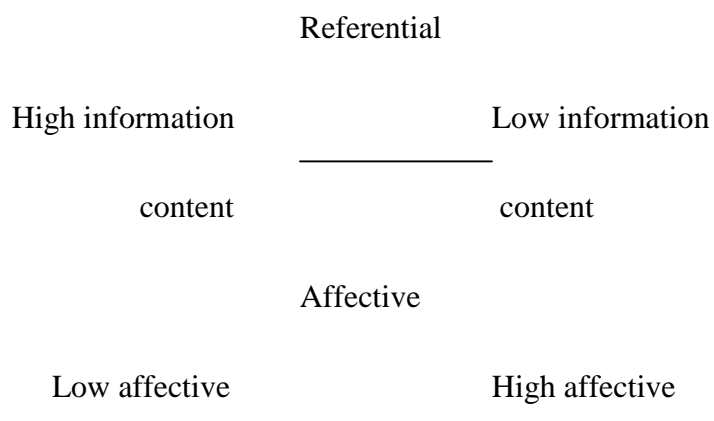 Referential
High information Low information
content content
Affective
Low affective High affective